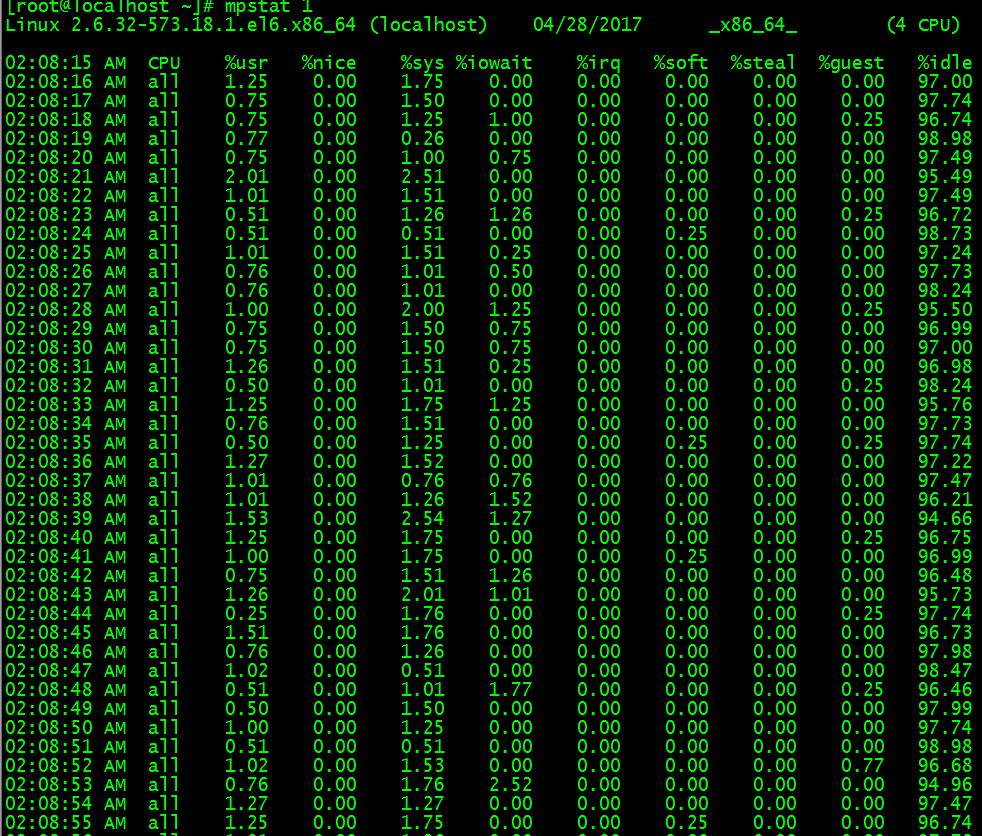 [root@localhost ~]# mpstat 1
Linux 2.6.32-573.18.1.el6.x86_64 (localhost) 04/28/2017 _x86_64_ (4 CPU)
02:08:15 AM CPU %usr %nice %sys %iowait %irq %soft %steal %guest %idle
02:08:16 AM all 1.25 0.00 1.75 0.00 0.00 0.00 0.00 0.00 97.00
02:08:17 AM all 0.75 0.00 1.50 0.00 0.00 0.00 0.00 0.00 97.74
02:08:18 AM all 0.75 0.00 1.25 1.00 0.00 0.00 0.00 0.25 96.74
02:08:19 AM all 0.77 0.00 0.26 0.00 0.00 0.00 0.00 0.00 98.98
02:08:20 AM all 0.75 0.00 1.00 0.75 0.00 0.00 0.00 0.00 97.49
02:08:21 AM all 2.01 0.00 2.51 0.00 0.00 0.00 0.00 0.00 95.49
02:08:22 AM all 1.01 0.00 1.51 0.00 0.00 0.00 0.00 0.00 97.49
02:08:23 AM all 0.51 0.00 1.26 1.26 0.00 0.00 0.00 0.25 96.72
02:08:24 AM all 0.51 0.00 0.51 0.00 0.00 0.25 0.00 0.00 98.73
02:08:25 AM all 1.01 0.00 1.51 0.25 0.00 0.00 0.00 0.00 97.24
02:08:26 AM all 0.76 0.00 1.01 0.50 0.00 0.00 0.00 0.00 97.73
02:08:27 AM all 0.76 0.00 1.01 0.00 0.00 0.00 0.00 0.00 98.24
02:08:28 AM all 1.00 0.00 2.00 1.25 0.00 0.00 0.00 0.25 95.50
02:08:29 AM all 0.75 0.00 1.50 0.75 0.00 0.00 0.00 0.00 96.99
02:08:30 AM all 0.75 0.00 1.50 0.75 0.00 0.00 0.00 0.00 97.00
02:08:31 AM all 1.26 0.00 1.51 0.25 0.00 0.00 0.00 0.00 96.98
02:08:32 AM all 0.50 0.00 1.01 0.00 0.00 0.00 0.00 0.25 98.24
02:08:33 AM all 1.25 0.00 1.75 1.25 0.00 0.00 0.00 0.00 95.76
02:08:34 AM all 0.76 0.00 1.51 0.00 0.00 0.00 0.00 0.00 97.73
02:08:35 AM all 0.50 0.00 1.25 0.00 0.00 0.25 0.00 0.25 97.74
02:08:36 AM all 1.27 0.00 1.52 0.00 0.00 0.00 0.00 0.00 97.22
02:08:37 AM all 1.01 0.00 0.76 0.76 0.00 0.00 0.00 0.00 97.47
02:08:38 AM all 1.01 0.00 1.26 1.52 0.00 0.00 0.00 0.00 96.21
02:08:39 AM all 1.53 0.00 2.54 1.27 0.00 0.00 0.00 0.00 94.66
02:08:40 AM all 1.25 0.00 1.75 0.00 0.00 0.00 0.00 0.25 96.75
02:08:41 AM all 1.00 0.00 1.75 0.00 0.00 0.25 0.00 0.00 96.99
02:08:42 AM all 0.75 0.00 1.51 1.26 0.00 0.00 0.00 0.00 96.48
02:08:43 AM all 1.26 0.00 2.01 1.01 0.00 0.00 0.00 0.00 95.73
02:08:44 AM all 0.25 0.00 1.76 0.00 0.00 0.00 0.00 0.25 97.74
02:08:45 AM all 1.51 0.00 1.76 0.00 0.00 0.00 0.00 0.00 96.73
02:08:46 AM all 0.76 0.00 1.26 0.00 0.00 0.00 0.00 0.00 97.98
02:08:47 AM all 1.02 0.00 0.51 0.00 0.00 0.00 0.00 0.00 98.47
02:08:48 AM all 0.51 0.00 1.01 1.77 0.00 0.00 0.00 0.25 96.46
02:08:49 AM all 0.50 0.00 1.50 0.00 0.00 0.00 0.00 0.00 97.99
02:08:50 AM all 1.00 0.00 1.25 0.00 0.00 0.00 0.00 0.00 97.74
02:08:51 AM all 0.51 0.00 0.51 0.00 0.00 0.00 0.00 0.00 98.98
02:08:52 AM all 1.02 0.00 1.53 0.00 0.00 0.00 0.00 0.77 96.68
02:08:53 AM all 0.76 0.00 1.76 2.52 0.00 0.00 0.00 0.00 94.96
02:08:54 AM all 1.27 0.00 1.27 0.00 0.00 0.00 0.00 0.00 97.47
02:08:55 AM all 1.25 0.00 1.75 0.00 0.00 0.25 0.00 0.00 96.74